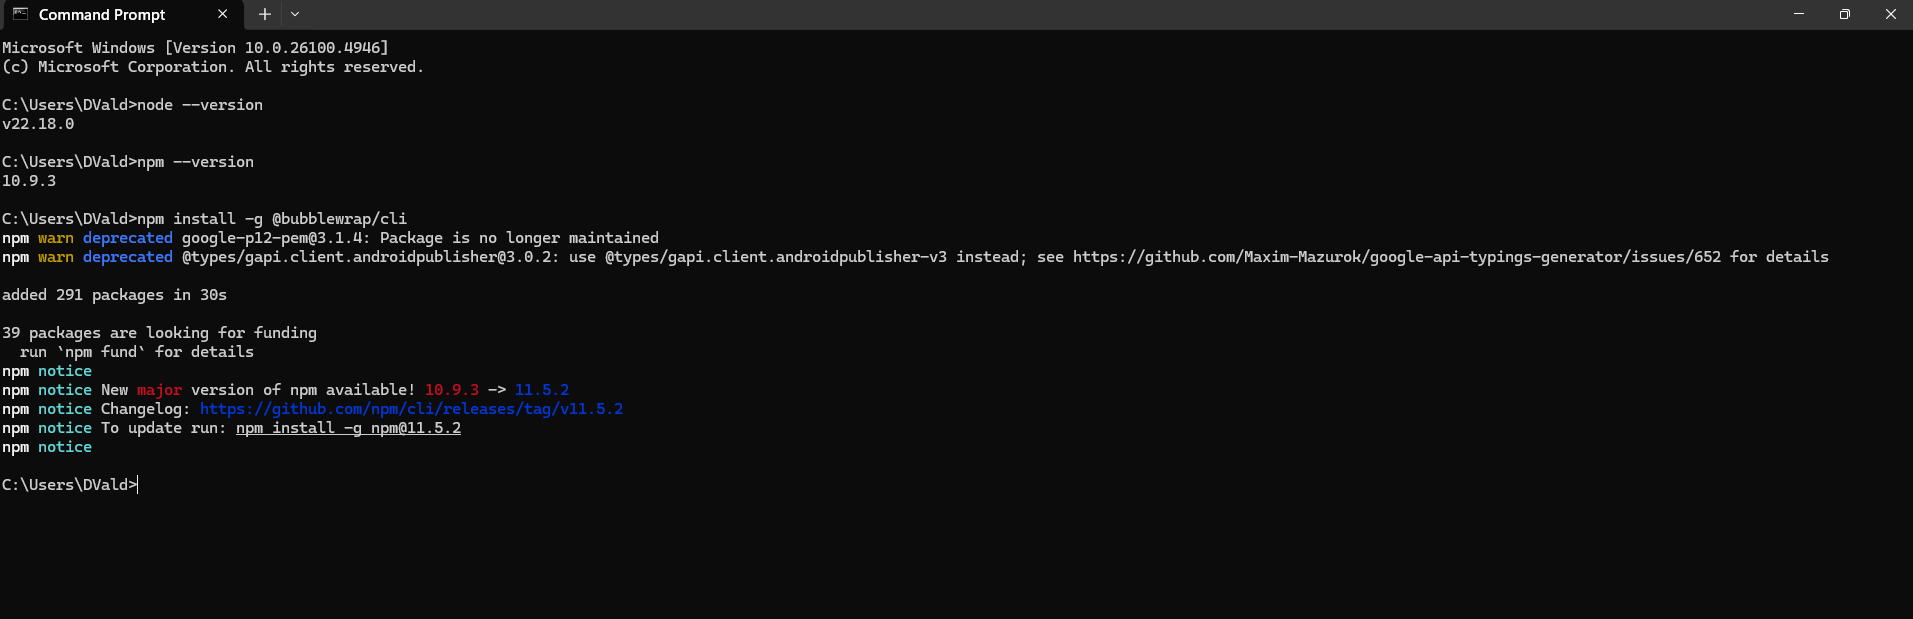 Command Prompt
Microsoft Windows [Version 10.0.26100.4946]
(c) Microsoft Corporation. All rights reserved.
C:\Users\DVald>node --version
v22.18.0
C:\Users\DVald>npm --version
10.9.3
C:\Users\DVald>npm install -g @bubblewrap/cli
npm warn deprecated google-p12-pem@3.1.4: Package is no longer maintained
npm warn deprecated @types/gapi.client.androidpublisher@3.0.2: use @types/gapi.client.androidpublisher-v3 instead; see https://github.com/Maxim-Mazurok/google-api-typings-generator/issues/652 for details
added 291 packages in 30s
39 packages are looking for funding
  run `npm fund` for details
npm notice
npm notice New major version of npm available! 10.9.3 -> 11.5.2
npm notice Changelog: https://github.com/npm/cli/releases/tag/v11.5.2
npm notice To update run: npm install -g npm@11.5.2
npm notice
C:\Users\DVald>